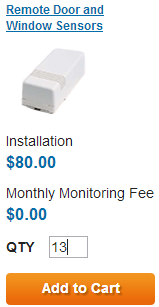 Remote Door and
Window Sensors
Installation
$80.00
Monthly Monitoring Fee
$0.00
QTY 13
Add to Cart